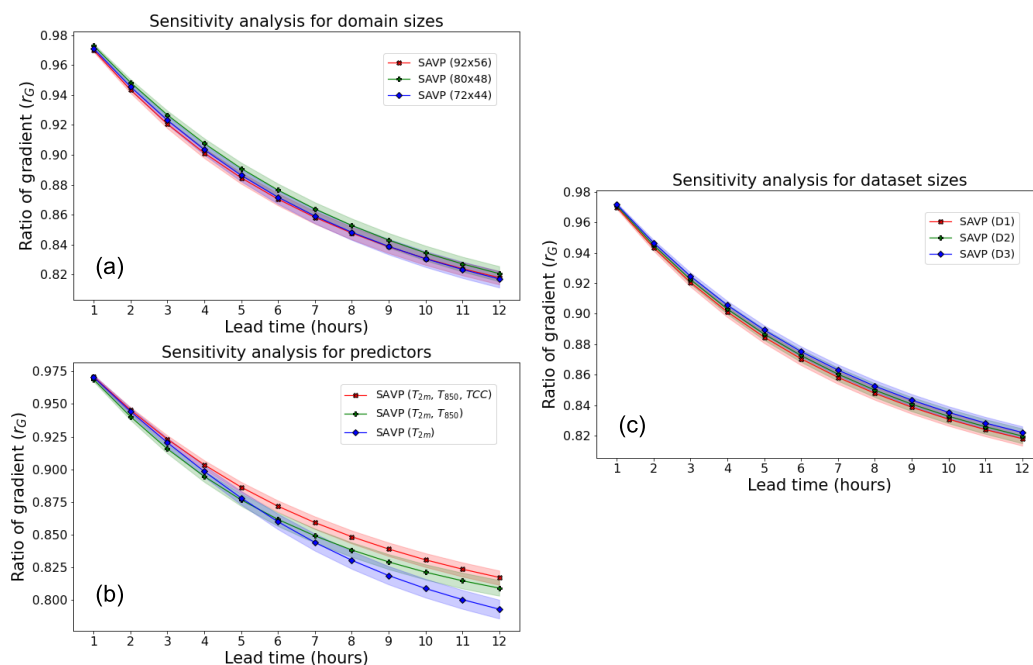 Sensitivity analysis for domain sizes
Ratio of gradient (r_G)
0.98
0.96
0.94
0.92
0.90
0.88
0.86
0.84
0.82
SAVP (92x56)
SAVP (80x48)
SAVP (72x44)
(a)
1 2 3 4 5 6 7 8 9 10 11 12
Lead time (hours)
Sensitivity analysis for predictors
Ratio of gradient (r_G)
0.975
0.950
0.925
0.900
0.875
0.850
0.825
0.800
SAVP (T_2m, T_850, TCC)
SAVP (T_2m, T_850)
SAVP (T_2m)
(b)
1 2 3 4 5 6 7 8 9 10 11 12
Lead time (hours)
Sensitivity analysis for dataset sizes
Ratio of gradient (r_G)
0.98
0.96
0.94
0.92
0.90
0.88
0.86
0.84
0.82
SAVP (D1)
SAVP (D2)
SAVP (D3)
(c)
1 2 3 4 5 6 7 8 9 10 11 12
Lead time (hours)